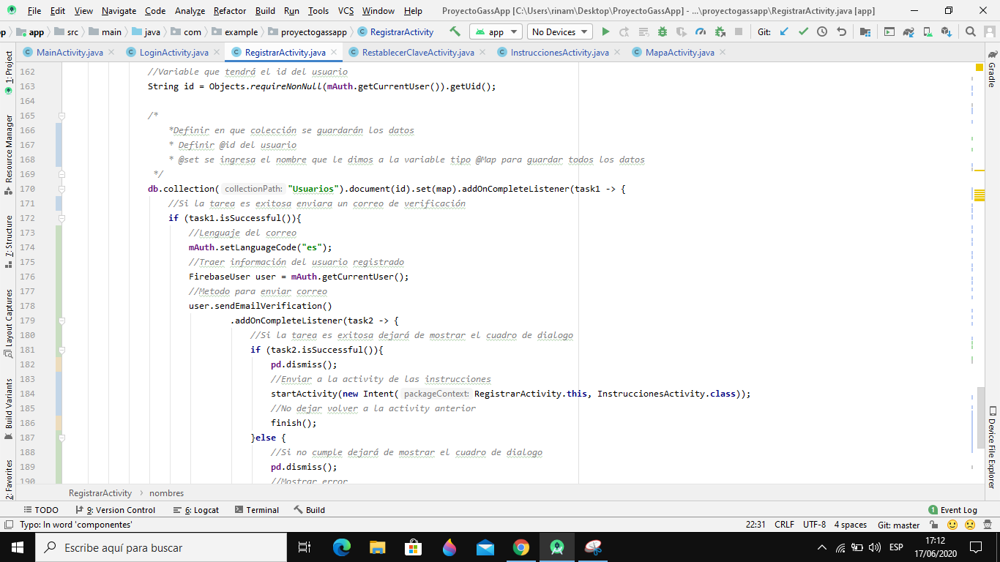 File Edit View Navigate Code Analyze Refactor Build Run Tools VCS Window Help ProyectoGassApp [C:\Users\rinam\Desktop\ProyectoGassApp] - ...\proyectogassapp\RegistrarActivity.java [app]
app src main java com example proyectogassapp RegistrarActivity app No Devices Git:
MainActivity.java LoginActivity.java RegistrarActivity.java RestablecerClaveActivity.java InstruccionesActivity.java MapaActivity.java
1: Project
Resource Manager
7: Structure
Layout Captures
Build Variants
2: Favorites
162 //Variable que tendrá el id del usuario
163 String id = Objects.requireNonNull(mAuth.getCurrentUser()).getUid();
164
165 /*
166 *Definir en que colección se guardarán los datos
167 * Definir @id del usuario
168 * @set se ingresa el nombre que le dimos a la variable tipo @Map para guardar todos los datos
169 */
170 db.collection( collectionPath: "Usuarios").document(id).set(map).addOnCompleteListener(task1 -> {
171 //Si la tarea es exitosa enviara un correo de verificación
172 if (task1.isSuccessful()){
173 //Lenguaje del correo
174 mAuth.setLanguageCode("es");
175 //Traer información del usuario registrado
176 FirebaseUser user = mAuth.getCurrentUser();
177 //Metodo para enviar correo
178 user.sendEmailVerification()
179 .addOnCompleteListener(task2 -> {
180 //Si la tarea es exitosa dejará de mostrar el cuadro de dialogo
181 if (task2.isSuccessful()){
182 pd.dismiss();
183 //Enviar a la activity de las instrucciones
184 startActivity(new Intent( packageContext: RegistrarActivity.this, InstruccionesActivity.class));
185 //No dejar volver a la activity anterior
186 finish();
187 }else {
188 //Si no cumple dejará de mostrar el cuadro de dialogo
189 pd.dismiss();
190 //Mostrar error
Gradle
Device File Explorer
RegistrarActivity > nombres
TODO 9: Version Control 6: Logcat Terminal Build 1 Event Log
Typo: In word 'componentes' 22:31 CRLF UTF-8 4 spaces Git: master
Escribe aquí para buscar
ESP
17:12
17/06/2020